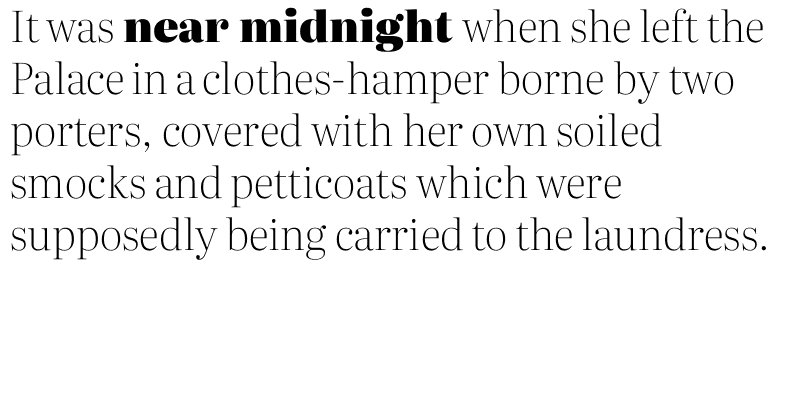 It was near midnight when she left the
Palace in a clothes-hamper borne by two
porters, covered with her own soiled
smocks and petticoats which were
supposedly being carried to the laundress.